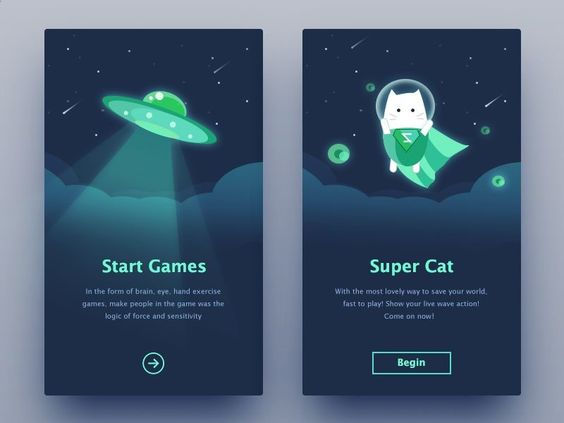 Start Games
In the form of brain, eye, hand exercise
games, make people in the game was the
logic of force and sensitivity
Super Cat
With the most lovely way to save your world,
fast to play! Show your live wave action!
Come on now!
Begin